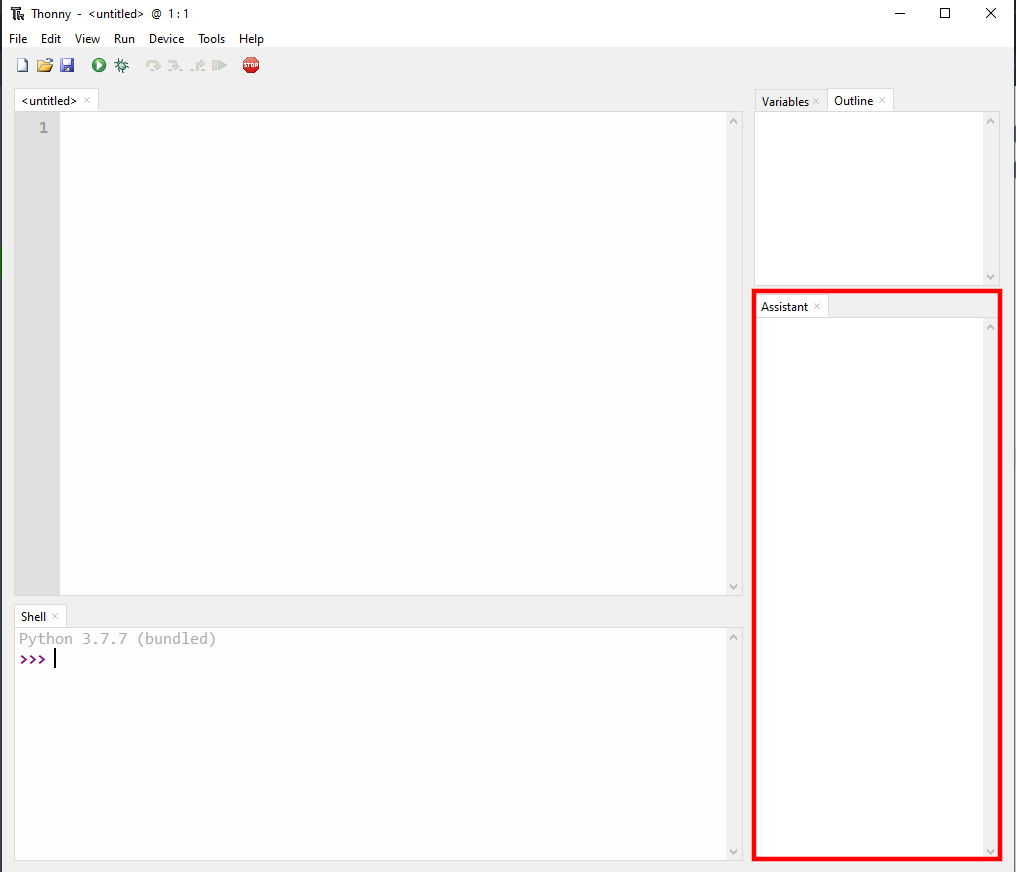 Thonny - <untitled> @ 1:1
File Edit View Run Device Tools Help
STOP
<untitled>
Variables Outline
1
Assistant
Shell
Python 3.7.7 (bundled)
>>>